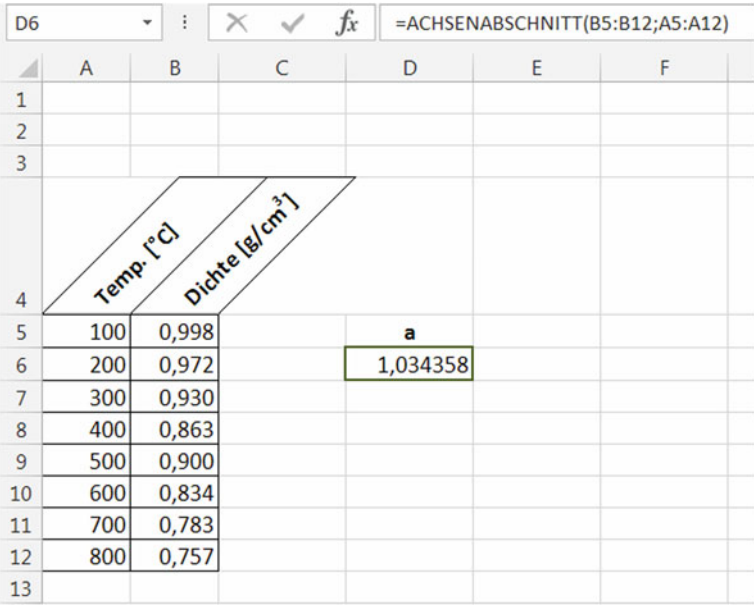 D6 fx =ACHSENABSCHNITT(B5:B12;A5:A12)
A B C D E F
1
2
3
4 Temp. [°C] Dichte [g/cm³]
5 100 0,998 a
6 200 0,972 1,034358
7 300 0,930
8 400 0,863
9 500 0,900
10 600 0,834
11 700 0,783
12 800 0,757
13